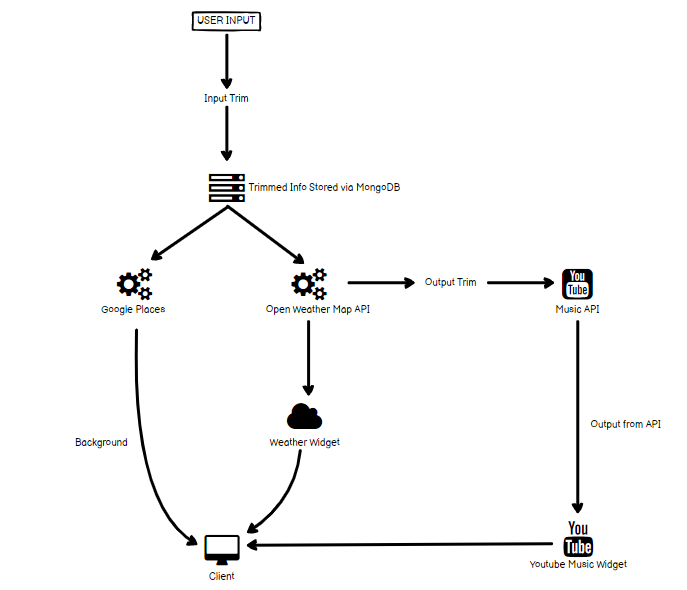 USER INPUT
Input Trim
Trimmed Info Stored via MongoDB
Output Trim
You
Tube
Google Places
Open Weather Map API
Music API
Output from API
Background
Weather Widget
You
Tube
Youtube Music Widget
Client